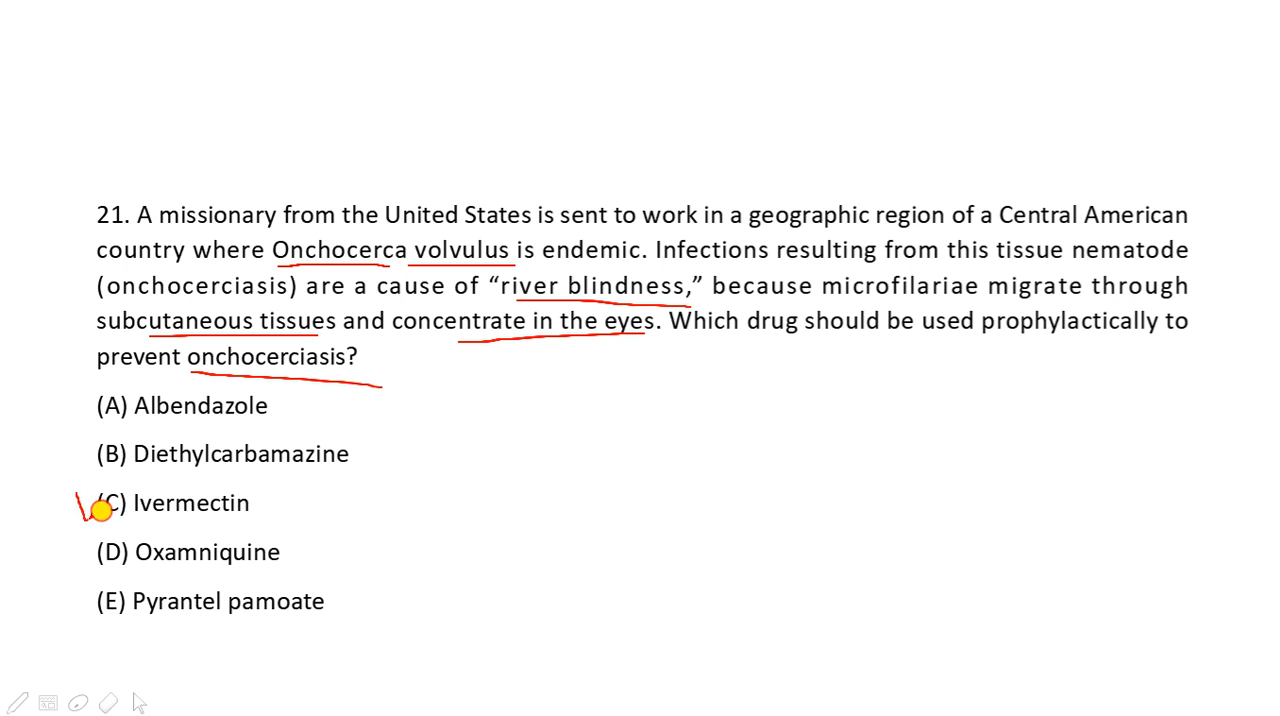 21. A missionary from the United States is sent to work in a geographic region of a Central American
country where Onchocerca volvulus is endemic. Infections resulting from this tissue nematode
(onchocerciasis) are a cause of “river blindness,” because microfilariae migrate through
subcutaneous tissues and concentrate in the eyes. Which drug should be used prophylactically to
prevent onchocerciasis?
(A) Albendazole
(B) Diethylcarbamazine
(C) Ivermectin
(D) Oxamniquine
(E) Pyrantel pamoate